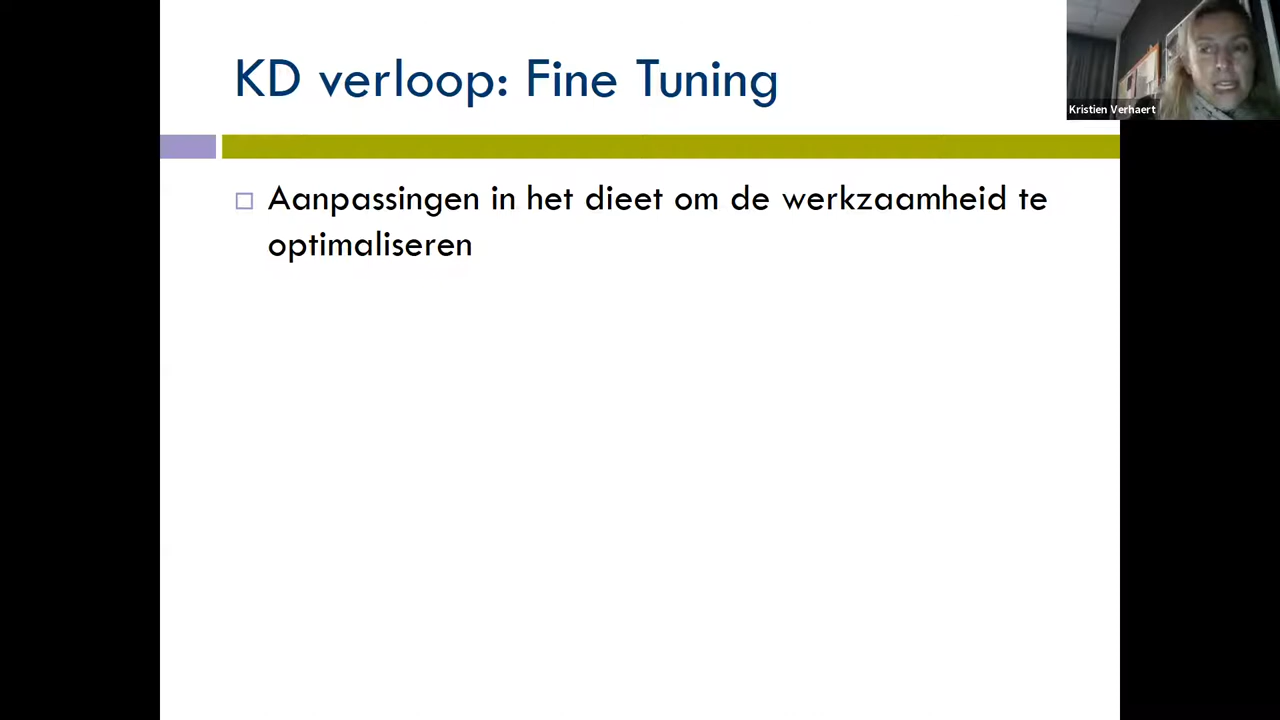 KD verloop: Fine Tuning
Kristien Verhaert
Aanpassingen in het dieet om de werkzaamheid te
optimaliseren